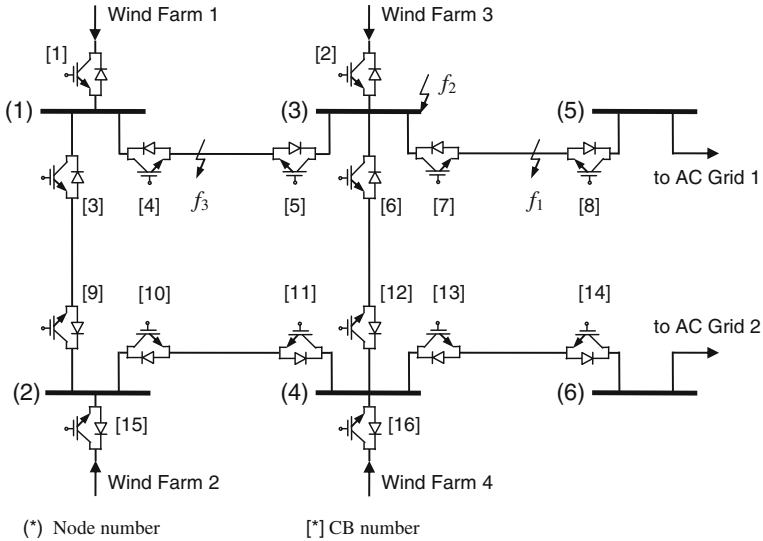 Wind Farm 1
Wind Farm 3
[1]
[2]
(1)
(3)
f2
(5)
[3]
[4]
f3
[5]
[6]
[7]
f1
[8]
to AC Grid 1
[9]
[10]
[11]
[12]
[13]
[14]
to AC Grid 2
(2)
(4)
(6)
[15]
[16]
Wind Farm 2
Wind Farm 4
(*) Node number
[*] CB number